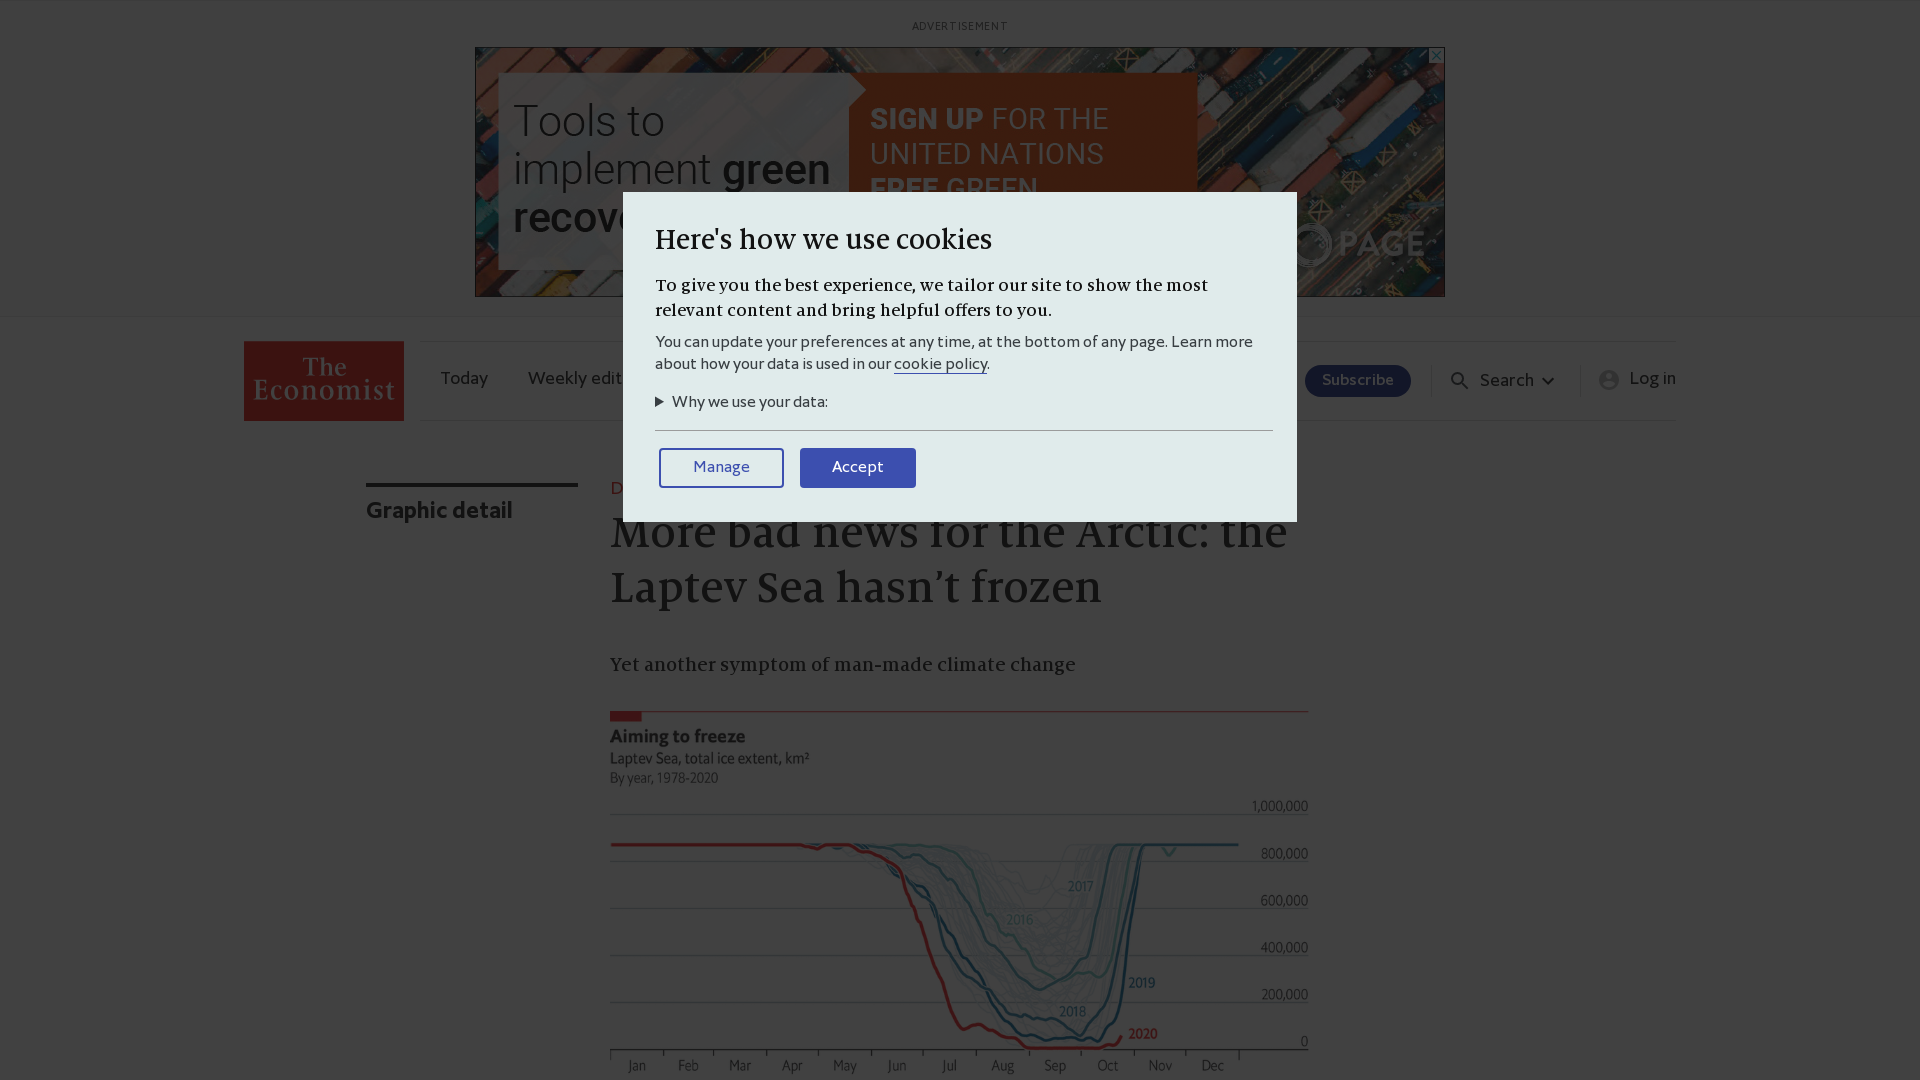 ADVERTISEMENT
Tools to
implement green
SIGN UP FOR THE
UNITED NATIONS
FREE GREEN
PAGE
Here's how we use cookies
To give you the best experience, we tailor our site to show the most
relevant content and bring helpful offers to you.
You can update your preferences at any time, at the bottom of any page. Learn more
about how your data is used in our cookie policy.
Why we use your data:
Manage
Accept
The
Economist
Today
Weekly edit
Subscribe
Search
Log in
Graphic detail
More bad news for the Arctic: the
Laptev Sea hasn’t frozen
Yet another symptom of man-made climate change
Aiming to freeze
Laptev Sea, total ice extent, km²
By year, 1978-2020
1,000,000
800,000
2017
600,000
2016
400,000
2019
200,000
2018
2020
0
Jan Feb Mar Apr May Jun Jul Aug Sep Oct Nov Dec